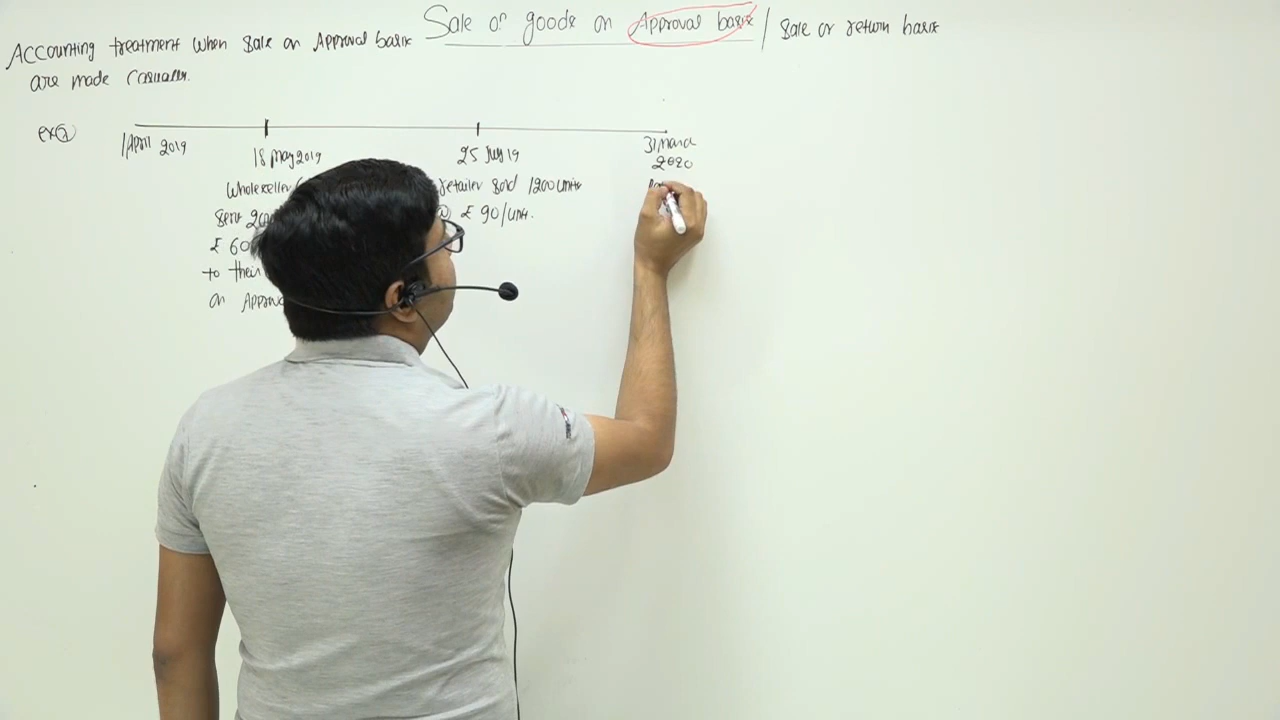 Sale of goods on Approval basis / Sale or return basis
Accounting treatment when sale on Approval basis
are made casually.
ex①
1 April 2019
18 May 2019
25 July 19
31 March
2020
Wholeseller
retailer sold 1200 units
sent
@ ₹ 90/unit.
₹ 60
to their
on Approval